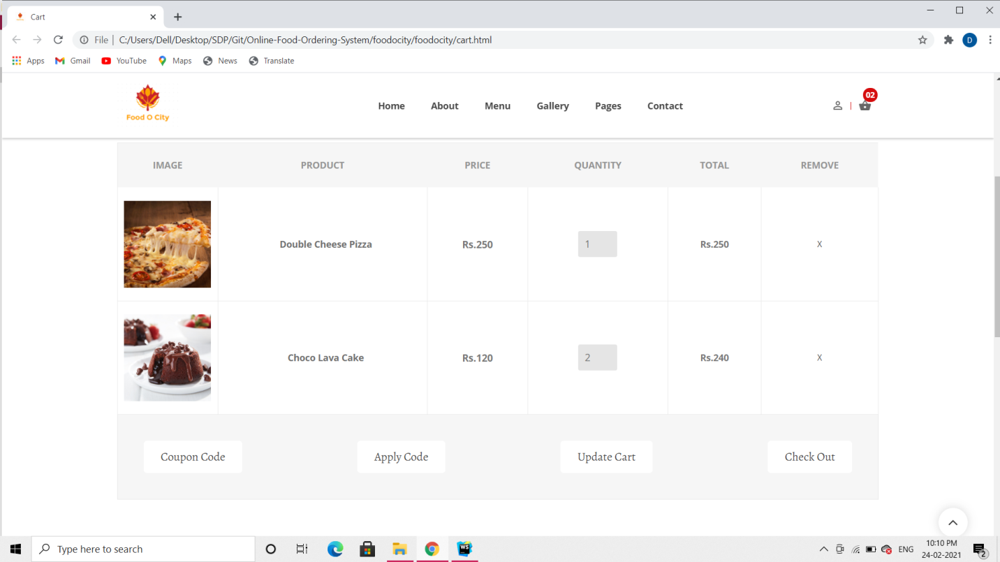 Cart
File C:/Users/Dell/Desktop/SDP/Git/Online-Food-Ordering-System/foodocity/foodocity/cart.html
D
Apps Gmail YouTube Maps News Translate
Food O City
Home About Menu Gallery Pages Contact
02
IMAGE PRODUCT PRICE QUANTITY TOTAL REMOVE
Double Cheese Pizza Rs.250 1 Rs.250 X
Choco Lava Cake Rs.120 2 Rs.240 X
Coupon Code Apply Code Update Cart Check Out
Type here to search
WS
ENG
10:10 PM
24-02-2021
2